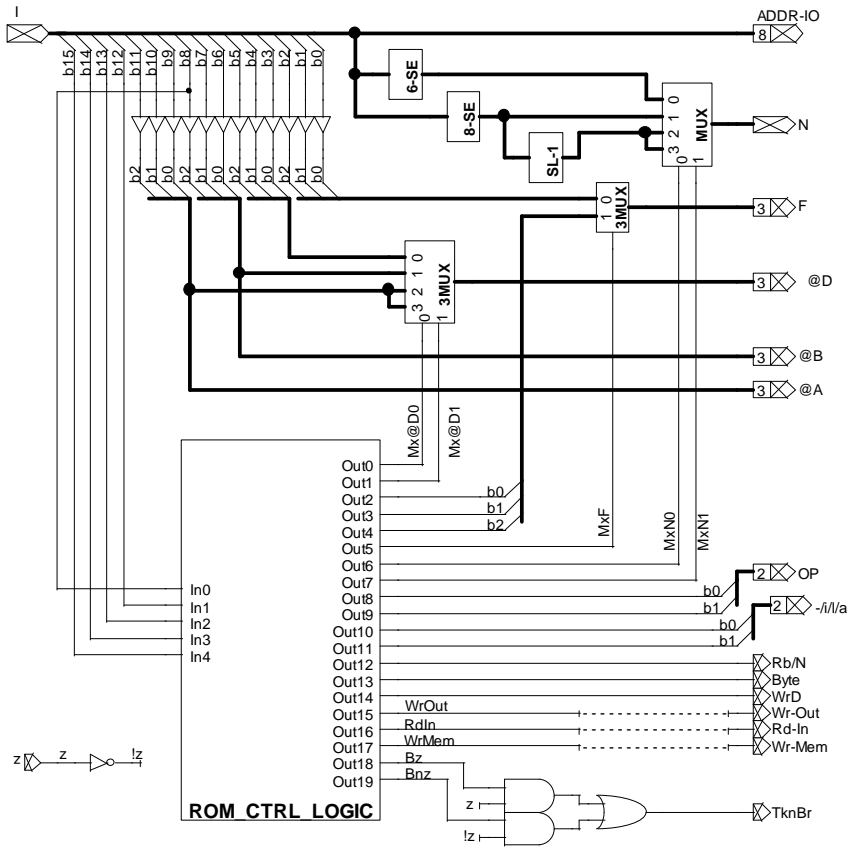 I
ADDR-IO
8
b15 b14 b13 b12 b11 b10 b9 b8 b7 b6 b5 b4 b3 b2 b1 b0
6-SE
8-SE
SL-1
0
1
2
3
0 1
MUX
N
b2 b1 b0 b2 b1 b0 b2 b1 b0 b2 b1 b0
0
1
3MUX
3
F
0
1
2
3
0 1
3MUX
3
@D
3
@B
3
@A
Mx@D0
Mx@D1
MxF
MxN0
MxN1
Out0
Out1
Out2
b0
Out3
b1
Out4
b2
Out5
Out6
Out7
Out8
b0
2
OP
Out9
b1
Out10
b0
2
-/i/l/a
Out11
b1
Out12
Rb/N
Out13
Byte
Out14
WrD
Out15
WrOut
Wr-Out
Out16
RdIn
Rd-In
Out17
WrMem
Wr-Mem
Out18
Bz
Out19
Bnz
In0
In1
In2
In3
In4
z
z
!z
z
!z
TknBr
ROM_CTRL_LOGIC